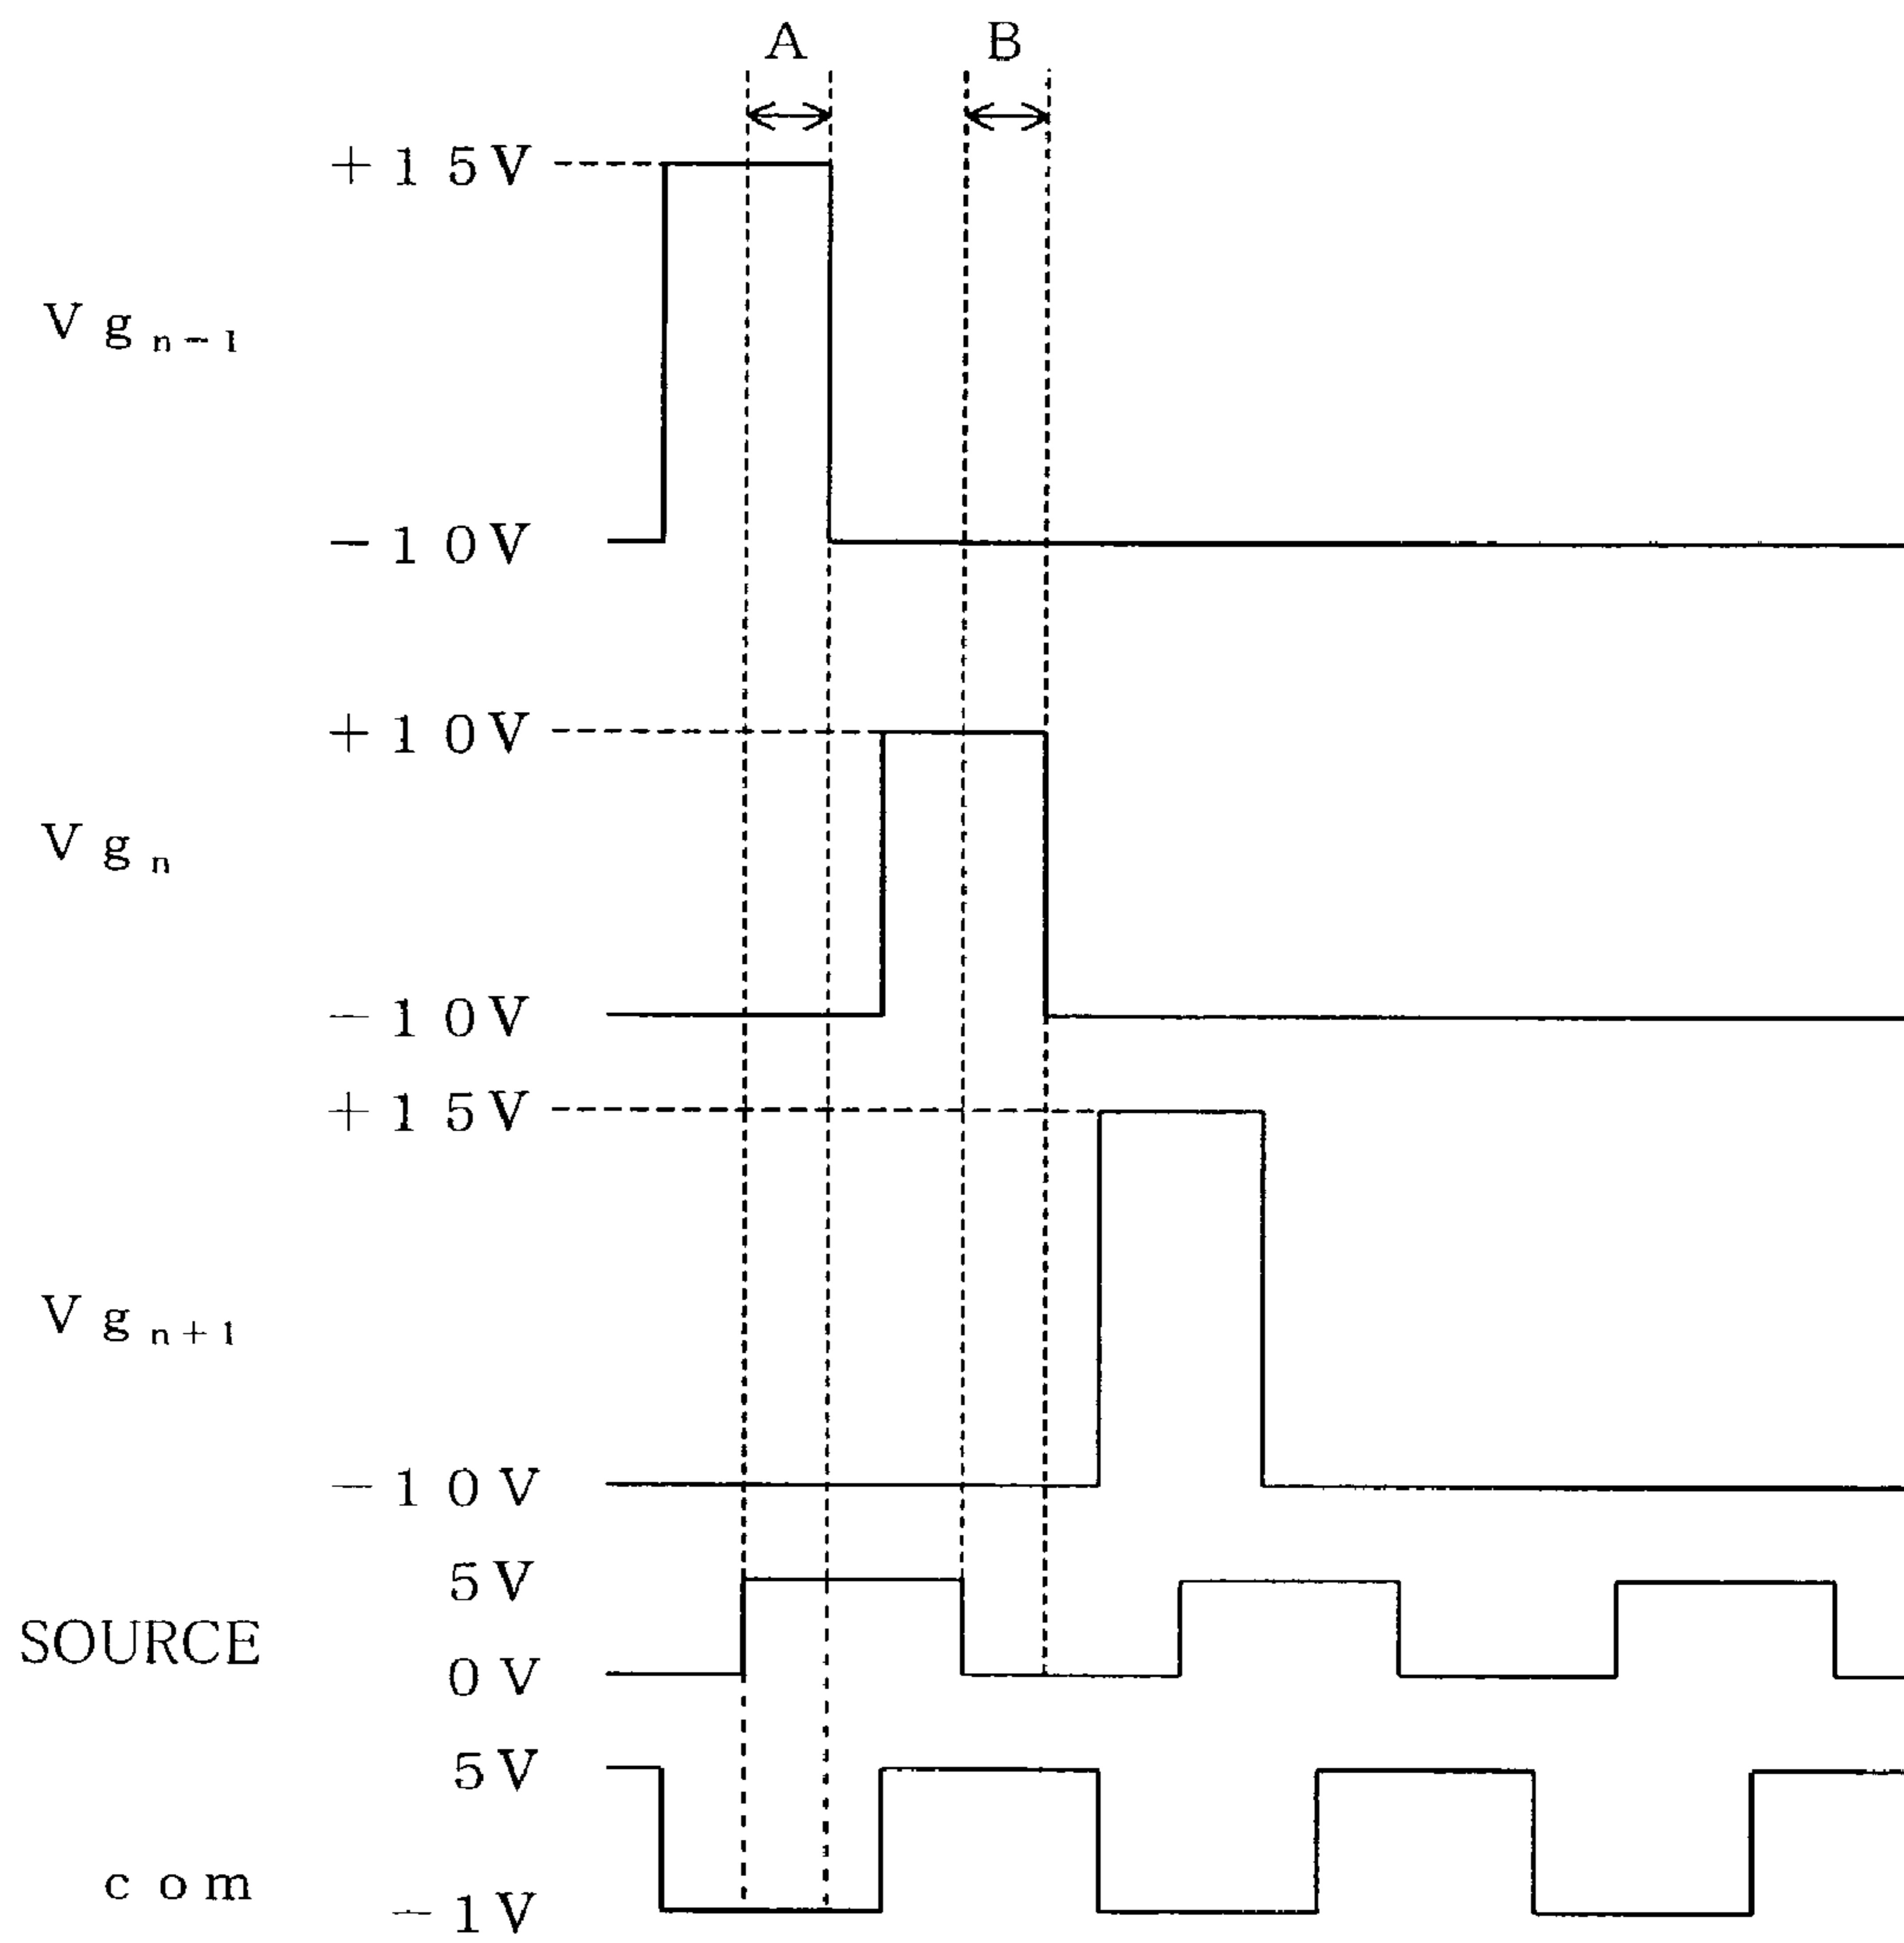 A B
+15V
Vg n-1
-10V
+10V
Vg n
-10V
+15V
Vg n+1
-10V
5V
SOURCE
0V
5V
com
-1V